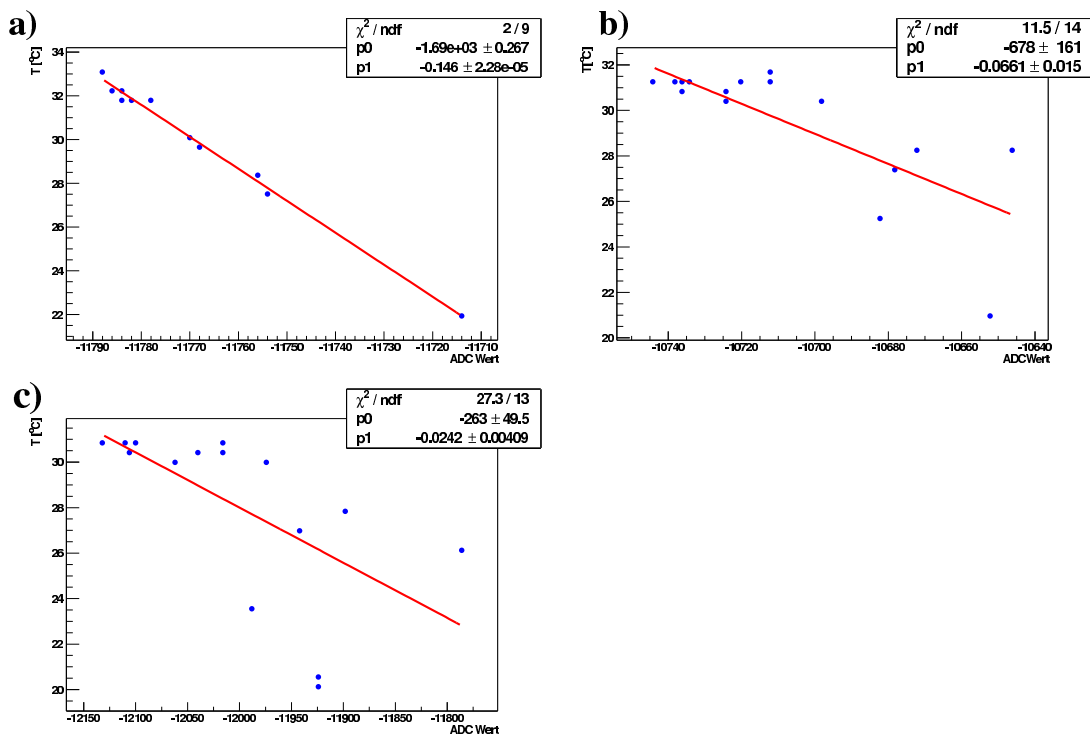 a)
χ² / ndf 2 / 9
p0 -1.69e+03 ± 0.267
p1 -0.146 ± 2.28e-05
T [°C]
34
32
30
28
26
24
22
-11790 -11780 -11770 -11760 -11750 -11740 -11730 -11720 -11710
ADC Wert
b)
χ² / ndf 11.5 / 14
p0 -678 ± 161
p1 -0.0661 ± 0.015
T[°C]
32
30
28
26
24
22
20
-10740 -10720 -10700 -10680 -10660 -10640
ADC Wert
c)
χ² / ndf 27.3 / 13
p0 -263 ± 49.5
p1 -0.0242 ± 0.00409
T [°C]
30
28
26
24
22
20
-12150 -12100 -12050 -12000 -11950 -11900 -11850 -11800
ADC Wert